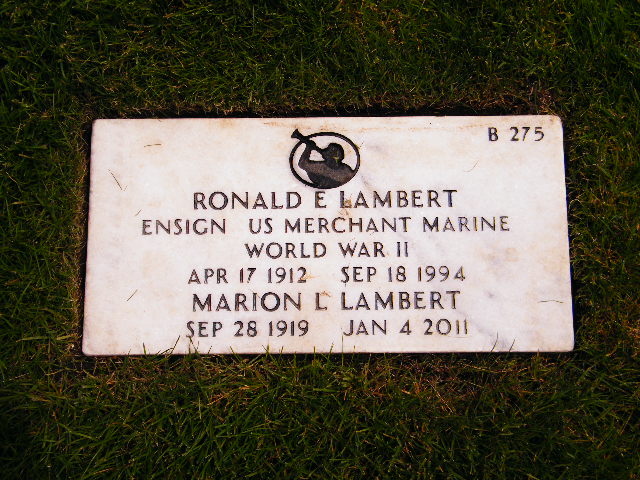 B 275
RONALD E LAMBERT
ENSIGN US MERCHANT MARINE
WORLD WAR II
APR 17 1912 SEP 18 1994
MARION L LAMBERT
SEP 28 1919 JAN 4 2011